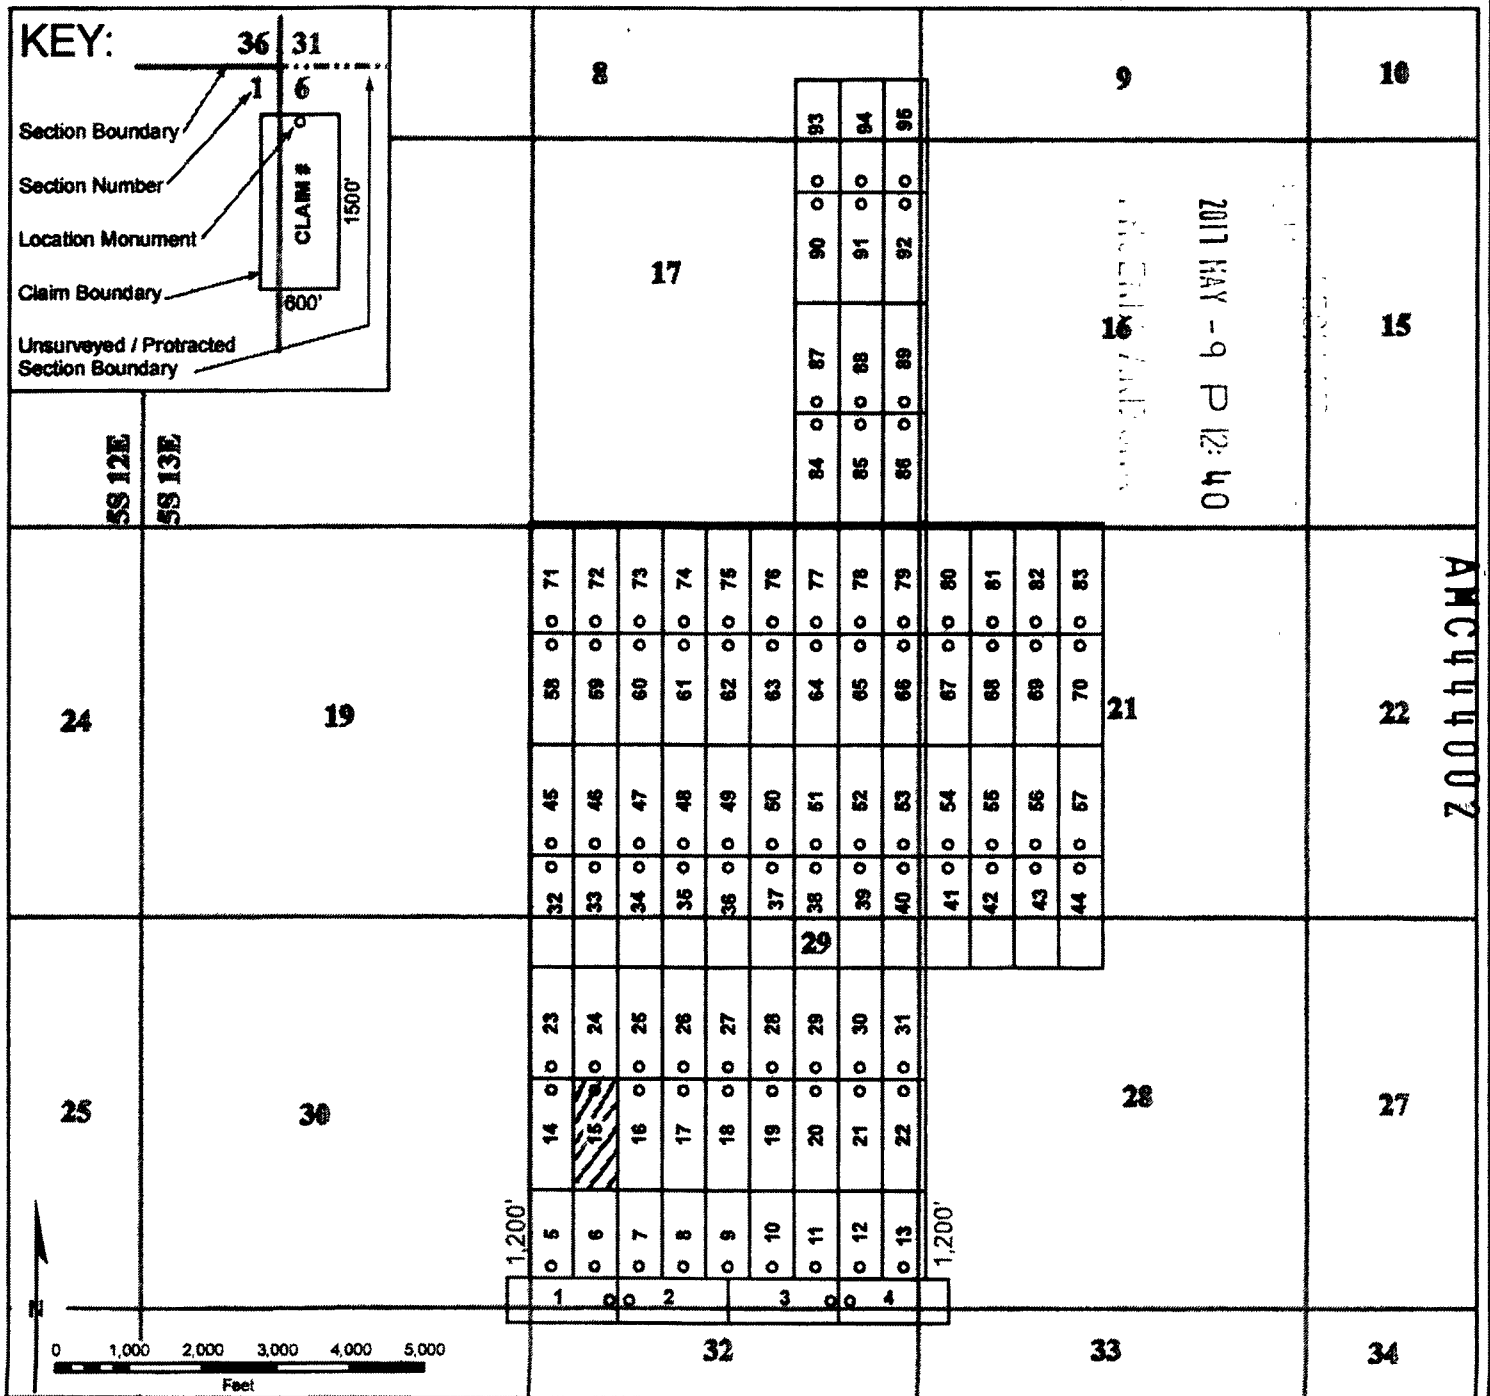 KEY:
36 31
1 6
Section Boundary
Section Number
Location Monument
Claim Boundary
Unsurveyed / Protracted
Section Boundary
CLAIM #
1500'
600'
8
9
10
93 94 95
17
16
15
90 91 92
87 88 89
84 85 86
2017 MAY -9 P 12:40
5S 12E
5S 13E
AMC444002
71 72 73 74 75 76 77 78 79 80 81 82 83
58 59 60 61 62 63 64 65 66 67 68 69 70
24
19
21
22
45 46 47 48 49 50 51 52 53 54 55 56 57
32 33 34 35 36 37 38 39 40 41 42 43 44
29
23 24 25 26 27 28 29 30 31
25
30
28
27
14 15 16 17 18 19 20 21 22
1,200' 5 6 7 8 9 10 11 12 13 1,200'
1 2 3 4
N
0 1,000 2,000 3,000 4,000 5,000
Feet
32
33
34